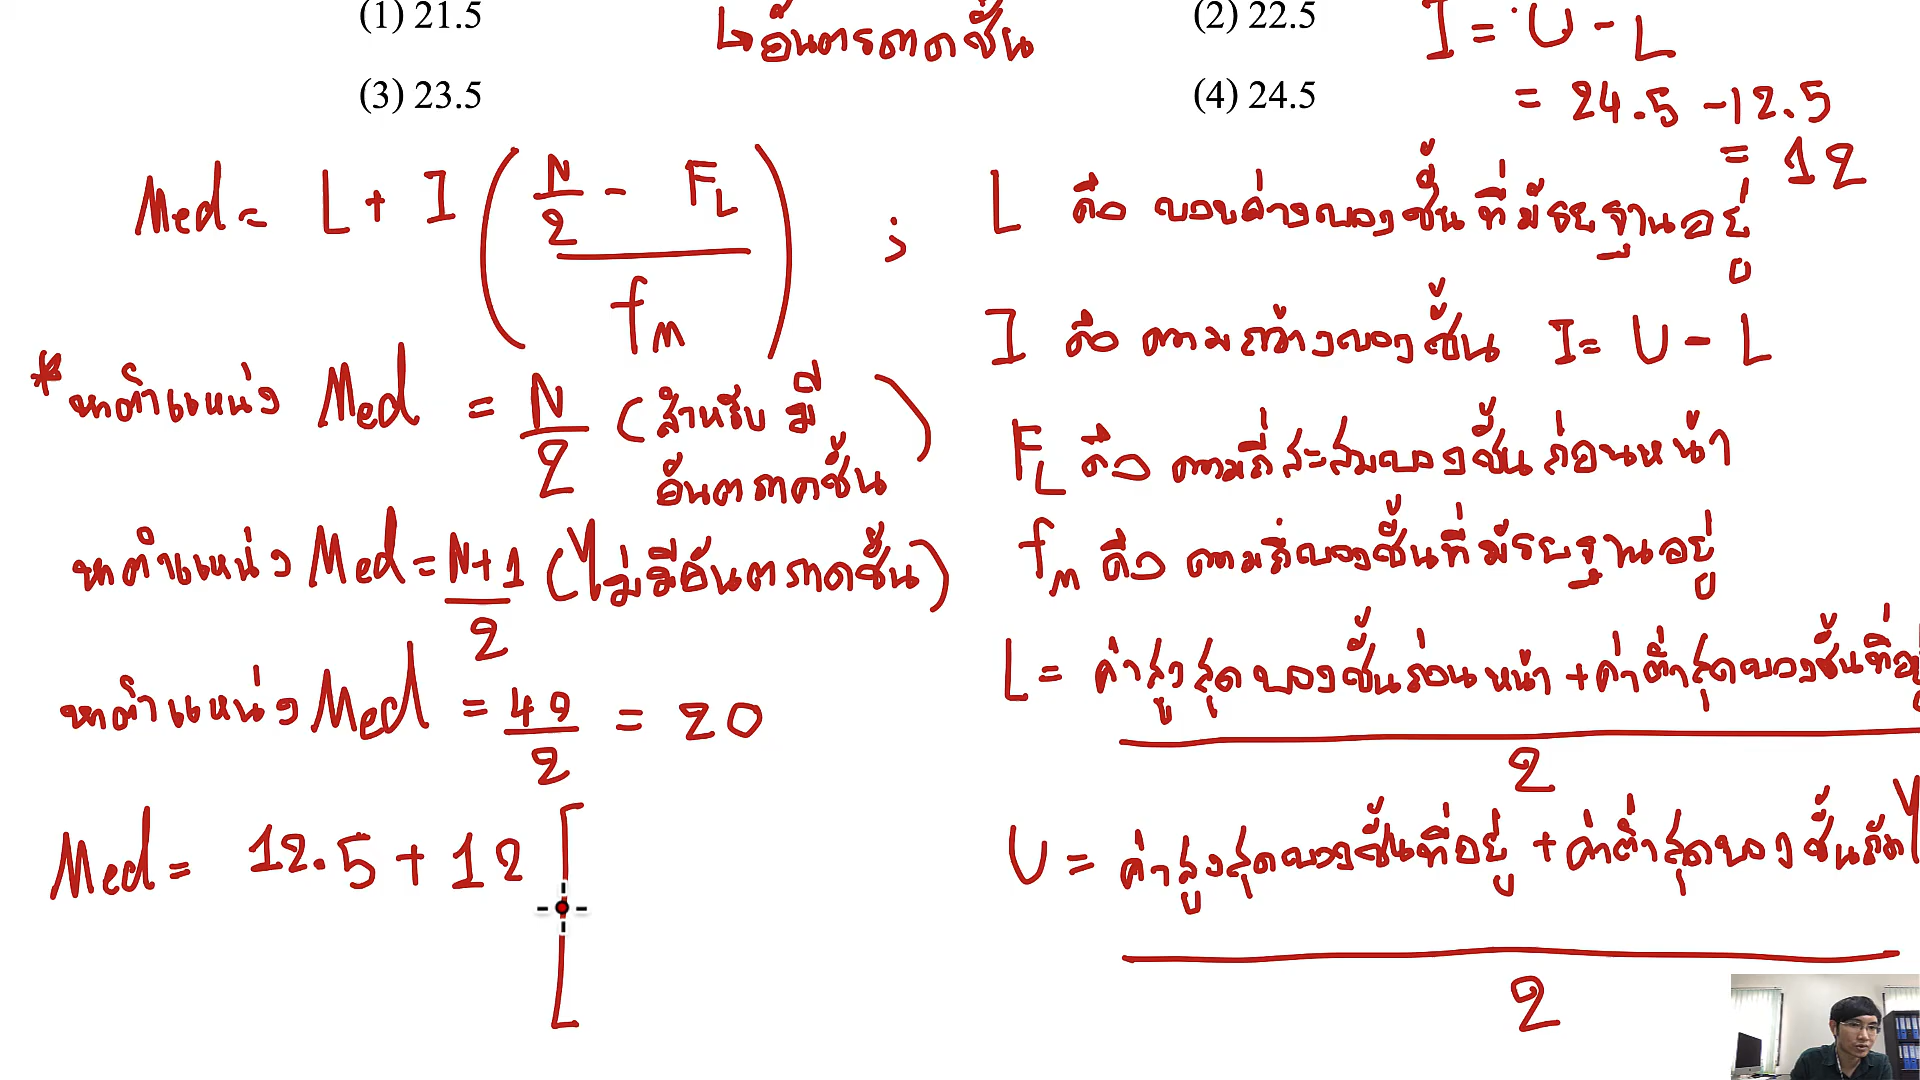 (1) 21.5
↳อันตรภาคชั้น
(2) 22.5
I = U - L
(3) 23.5
(4) 24.5
= 24.5 - 12.5
= 12
Med = L + I ( N/2 - F_L / f_m ) ;
L คือ ขอบล่างของชั้นที่มัธยฐานอยู่
I คือ ความกว้างของชั้น I = U - L
* หาตำแหน่ง Med = N/2 (สำหรับ มี
อันตรภาคชั้น)
F_L คือ ความถี่สะสมของชั้นก่อนหน้า
หาตำแหน่ง Med = N+1/2 (ไม่มีอันตรภาคชั้น)
f_m คือ ความถี่ของชั้นที่มัธยฐานอยู่
L = ค่าสูงสุดของชั้นก่อนหน้า + ค่าต่ำสุดของชั้นที่อยู่ / 2
หาตำแหน่ง Med = 40/2 = 20
U = ค่าสูงสุดของชั้นที่อยู่ + ค่าต่ำสุดของชั้นถัดไป / 2
Med = 12.5 + 12 [